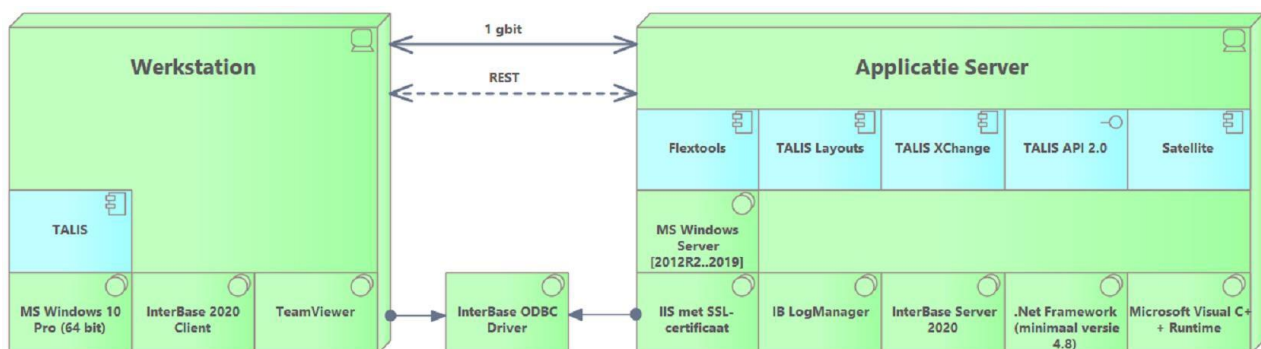 Werkstation
1 gbit
REST
Applicatie Server
Flextools
TALIS Layouts
TALIS XChange
TALIS API 2.0
Satellite
TALIS
MS Windows
Server
[2012R2..2019]
MS Windows 10
Pro (64 bit)
InterBase 2020
Client
TeamViewer
InterBase ODBC
Driver
IIS met SSL-
certificaat
IB LogManager
InterBase Server
2020
.Net Framework
(minimaal versie
4.8)
Microsoft Visual C+
+ Runtime